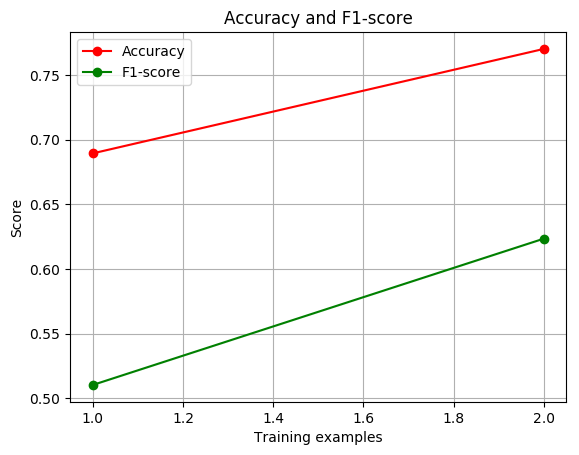 Accuracy and F1-score
Accuracy
F1-score
Score
0.75
0.70
0.65
0.60
0.55
0.50
1.0 1.2 1.4 1.6 1.8 2.0
Training examples